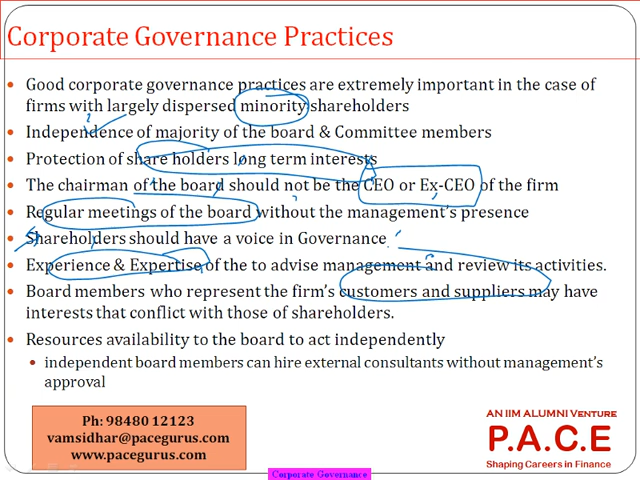 Corporate Governance Practices
• Good corporate governance practices are extremely important in the case of
firms with largely dispersed minority shareholders
• Independence of majority of the board & Committee members
• Protection of share holders long term interests
• The chairman of the board should not be the CEO or Ex-CEO of the firm
• Regular meetings of the board without the management's presence
• Shareholders should have a voice in Governance
• Experience & Expertise of the to advise management and review its activities.
• Board members who represent the firm's customers and suppliers may have
interests that conflict with those of shareholders.
• Resources availability to the board to act independently
• independent board members can hire external consultants without management's
approval
Ph: 98480 12123
vamsidhar@pacegurus.com
www.pacegurus.com
AN IIM ALUMNI VENTURE
P.A.C.E
Shaping Careers in Finance
Corporate Governance